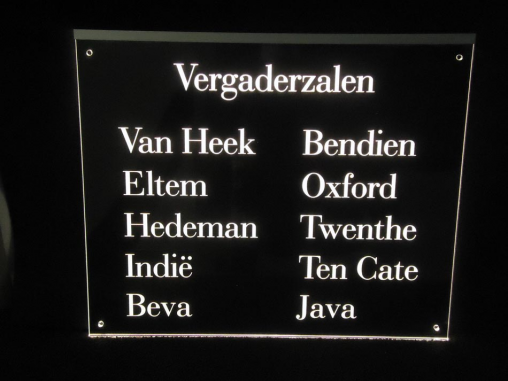 Vergaderzalen
Van Heek
Eltem
Hedeman
Indië
Beva
Bendien
Oxford
Twenthe
Ten Cate
Java